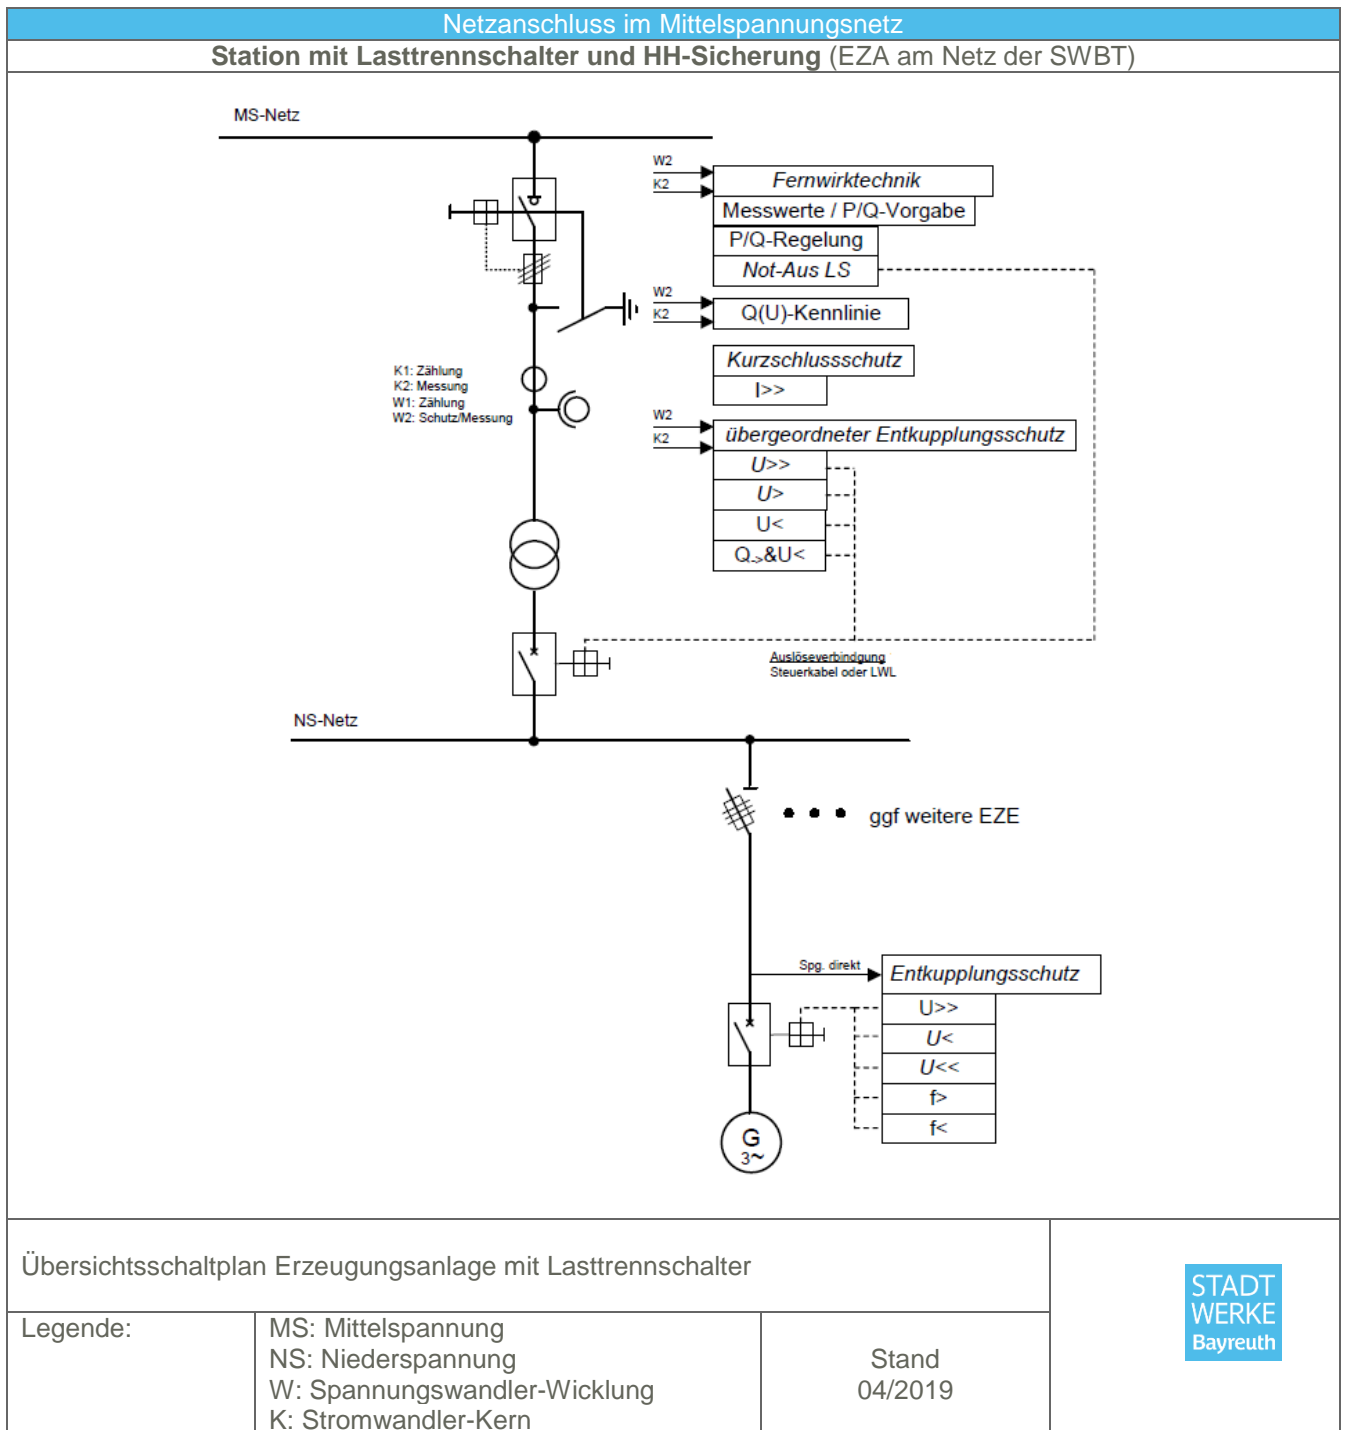 Netzanschluss im Mittelspannungsnetz
Station mit Lasttrennschalter und HH-Sicherung (EZA am Netz der SWBT)
MS-Netz
W2
K2
Fernwirktechnik
Messwerte / P/Q-Vorgabe
P/Q-Regelung
Not-Aus LS
W2
K2
Q(U)-Kennlinie
Kurzschlussschutz
I>>
K1: Zählung
K2: Messung
W1: Zählung
W2: Schutz/Messung
W2
K2
übergeordneter Entkupplungsschutz
U>>
U>
U<
Q->&U<
Auslöseverbindgung
Steuerkabel oder LWL
NS-Netz
ggf weitere EZE
Spg. direkt
Entkupplungsschutz
U>>
U<
U<<
f>
f<
G
3~
Übersichtsschaltplan Erzeugungsanlage mit Lasttrennschalter
Legende:
MS: Mittelspannung
NS: Niederspannung
W: Spannungswandler-Wicklung
K: Stromwandler-Kern
Stand
04/2019
STADT
WERKE
Bayreuth